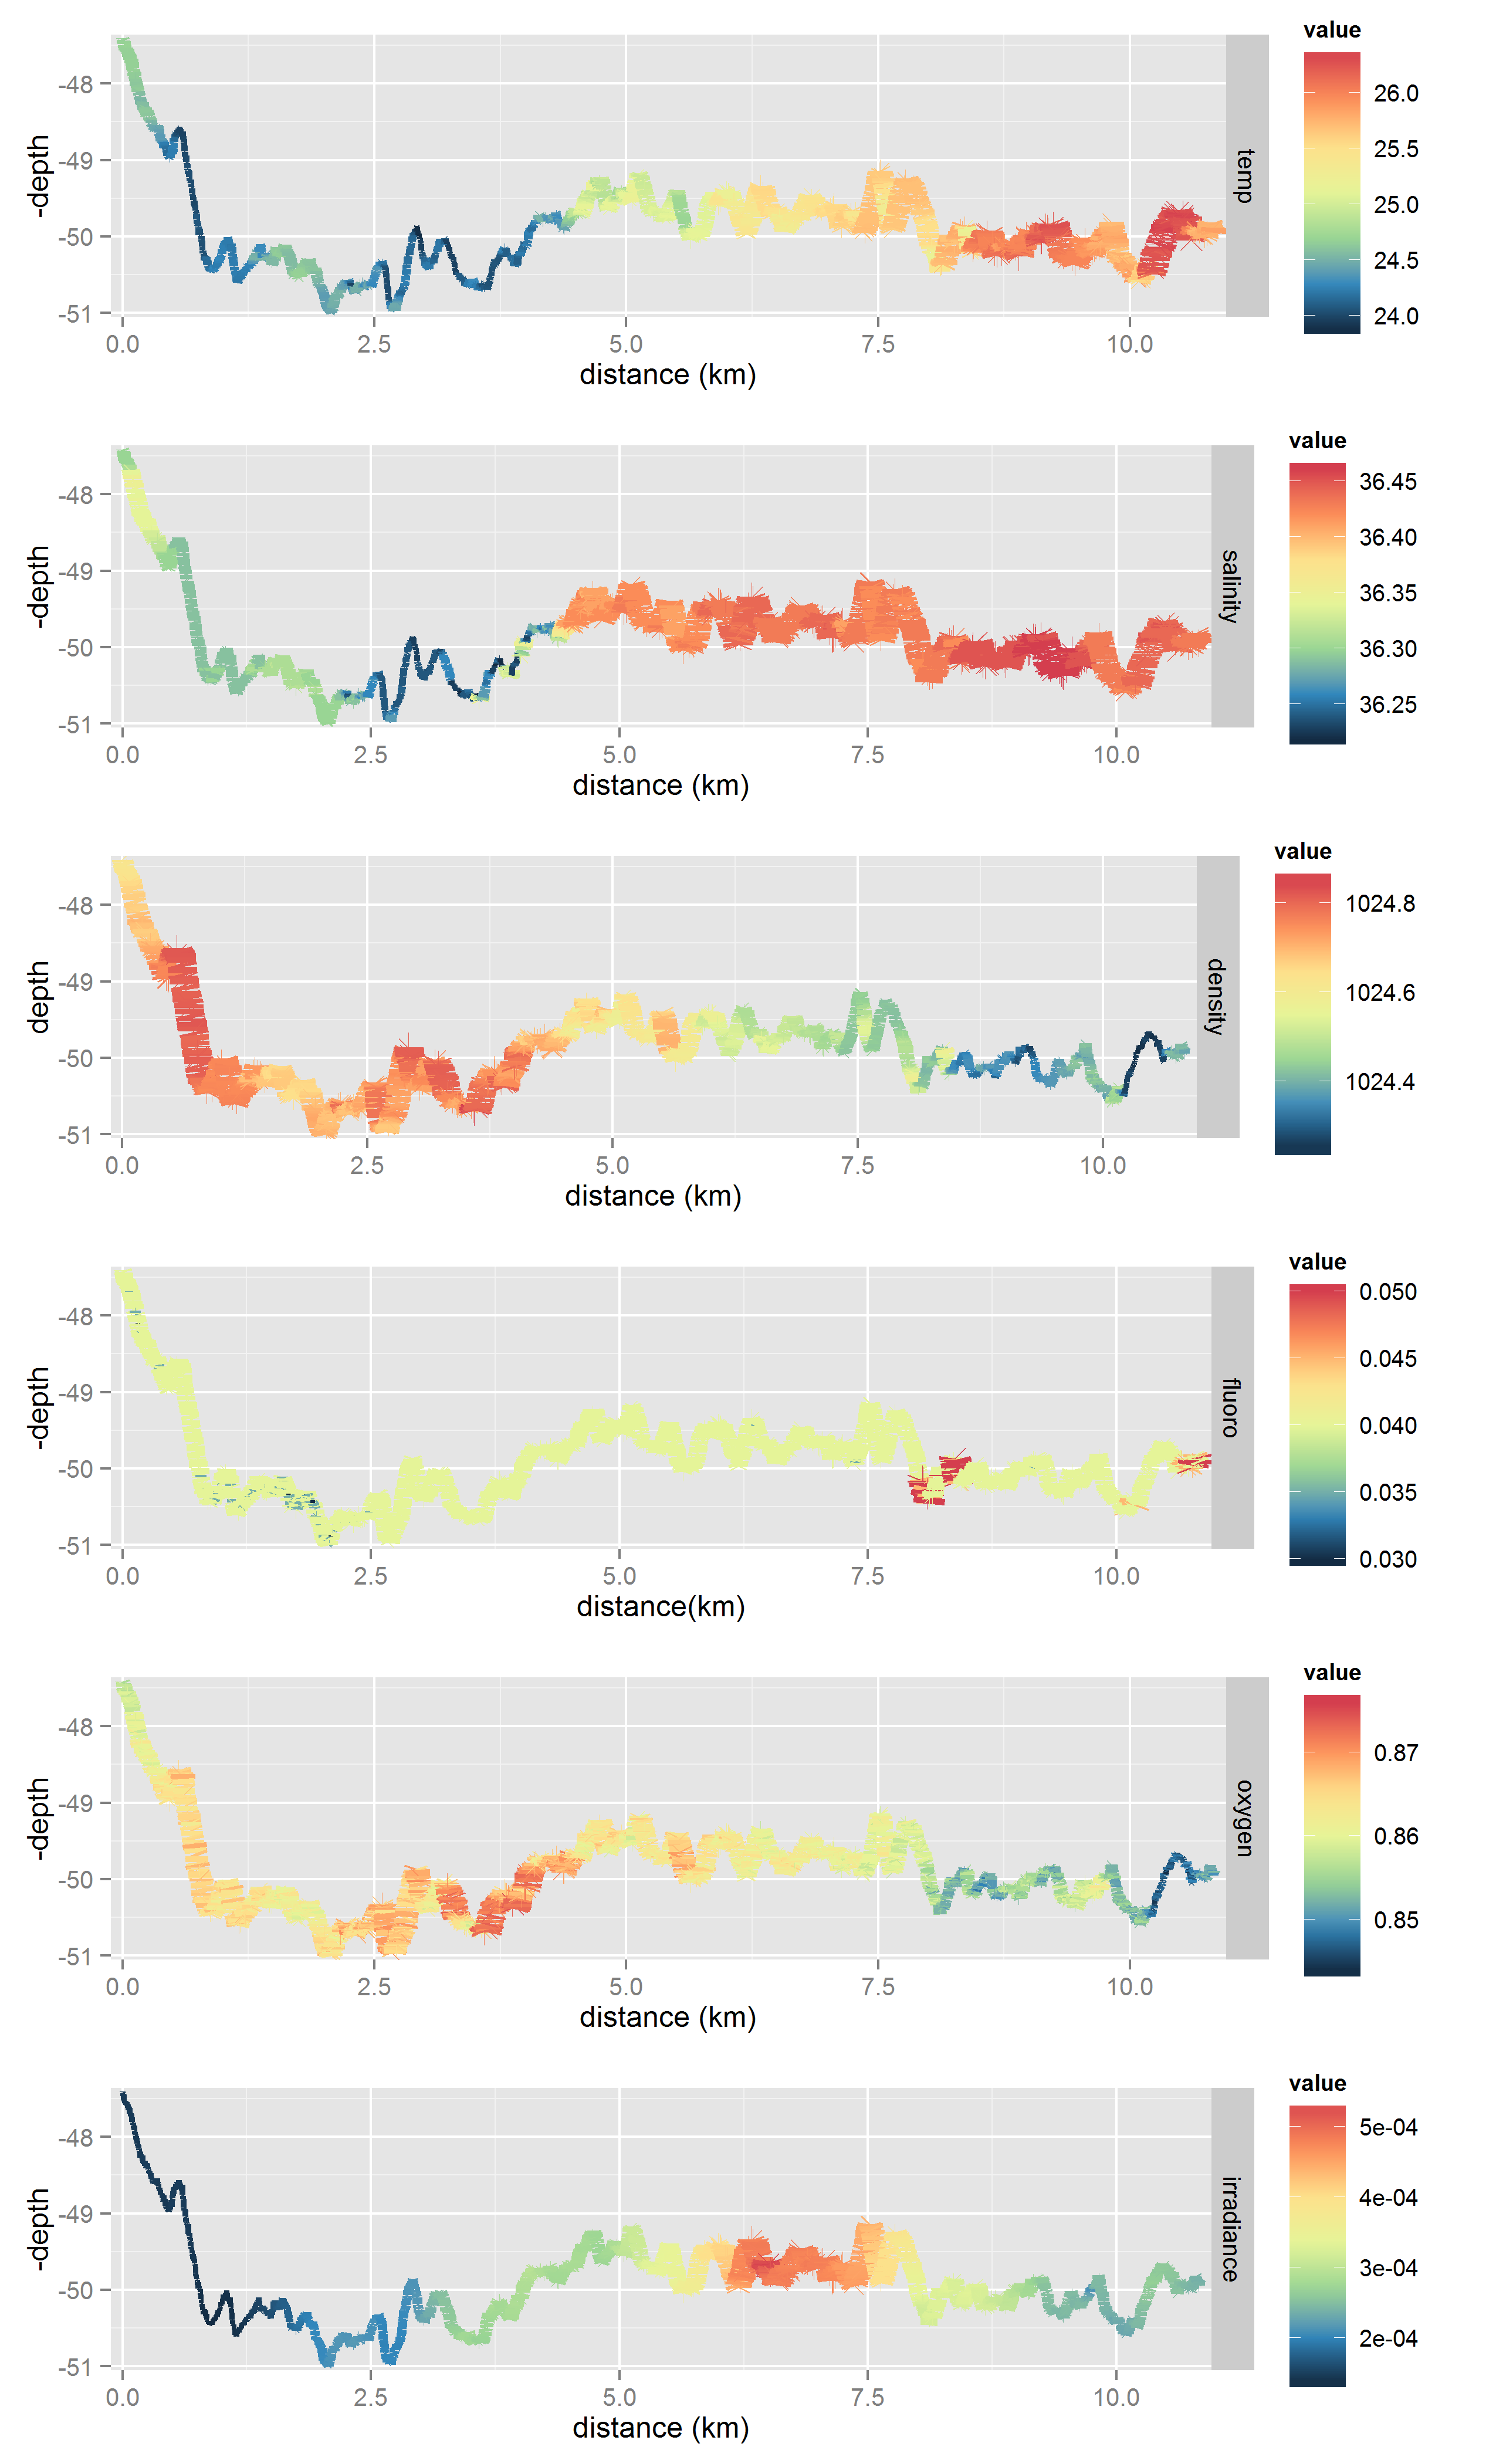 value
-48
-49
-50
-51
-depth
temp
26.0
25.5
25.0
24.5
24.0
0.0 2.5 5.0 7.5 10.0
distance (km)
value
-48
-49
-50
-51
-depth
salinity
36.45
36.40
36.35
36.30
36.25
0.0 2.5 5.0 7.5 10.0
distance (km)
value
-48
-49
-50
-51
depth
density
1024.8
1024.6
1024.4
0.0 2.5 5.0 7.5 10.0
distance (km)
value
-48
-49
-50
-51
-depth
fluoro
0.050
0.045
0.040
0.035
0.030
0.0 2.5 5.0 7.5 10.0
distance(km)
value
-48
-49
-50
-51
-depth
oxygen
0.87
0.86
0.85
0.0 2.5 5.0 7.5 10.0
distance (km)
value
-48
-49
-50
-51
-depth
irradiance
5e-04
4e-04
3e-04
2e-04
0.0 2.5 5.0 7.5 10.0
distance (km)